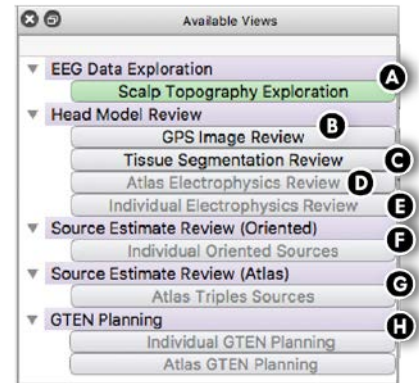 Available Views
EEG Data Exploration
A
Scalp Topography Exploration
Head Model Review
B
GPS Image Review
Tissue Segmentation Review C
Atlas Electrophysics Review D
Individual Electrophysics Review E
Source Estimate Review (Oriented)
F
Individual Oriented Sources
Source Estimate Review (Atlas)
G
Atlas Triples Sources
GTEN Planning H
Individual GTEN Planning
Atlas GTEN Planning